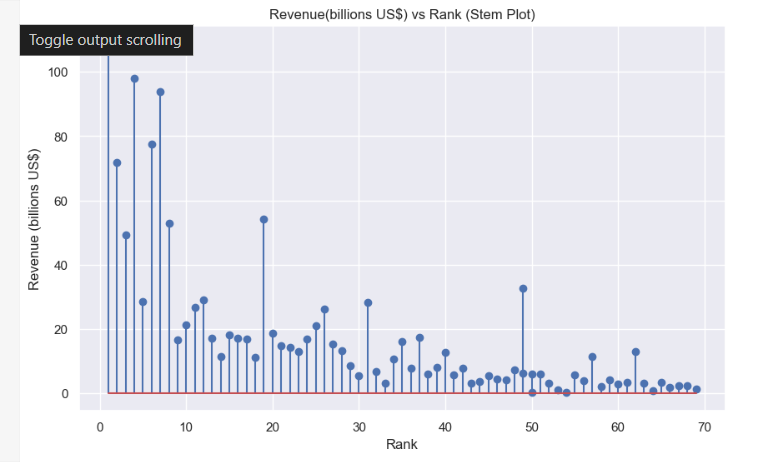 Revenue(billions US$) vs Rank (Stem Plot)
Toggle output scrolling
100
80
60
40
20
0
Revenue (billions US$)
0 10 20 30 40 50 60 70
Rank